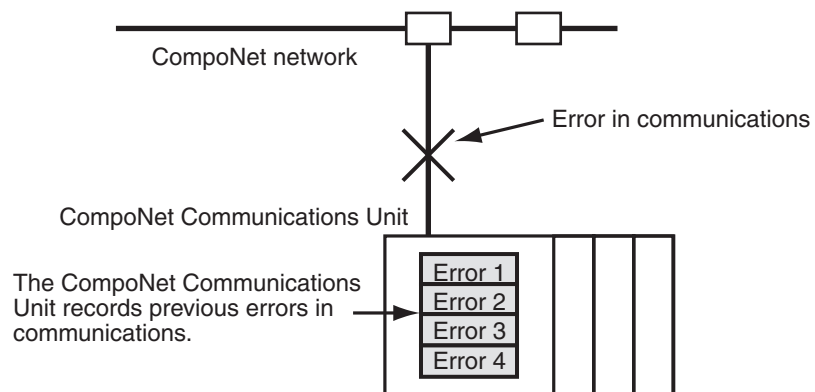 CompoNet network
Error in communications
CompoNet Communications Unit
The CompoNet Communications
Unit records previous errors in
communications.
Error 1
Error 2
Error 3
Error 4